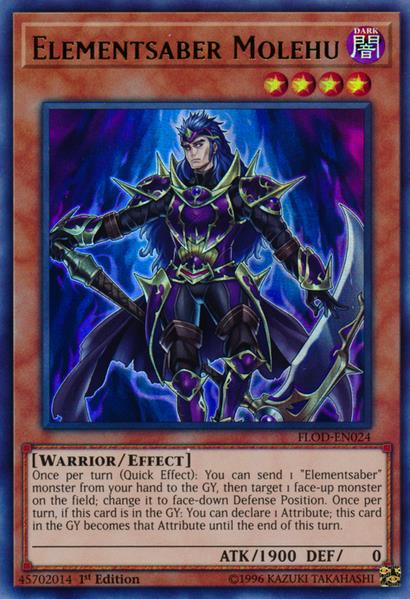 ELEMENTSABER MOLEHU
DARK
闇
FLOD-EN024
[WARRIOR/EFFECT]
Once per turn (Quick Effect): You can send 1 "Elementsaber"
monster from your hand to the GY, then target 1 face-up monster
on the field; change it to face-down Defense Position. Once per
turn, if this card is in the GY: You can declare 1 Attribute; this card
in the GY becomes that Attribute until the end of this turn.
ATK/1900 DEF/ 0
45702014 1st Edition ©1996 KAZUKI TAKAHASHI